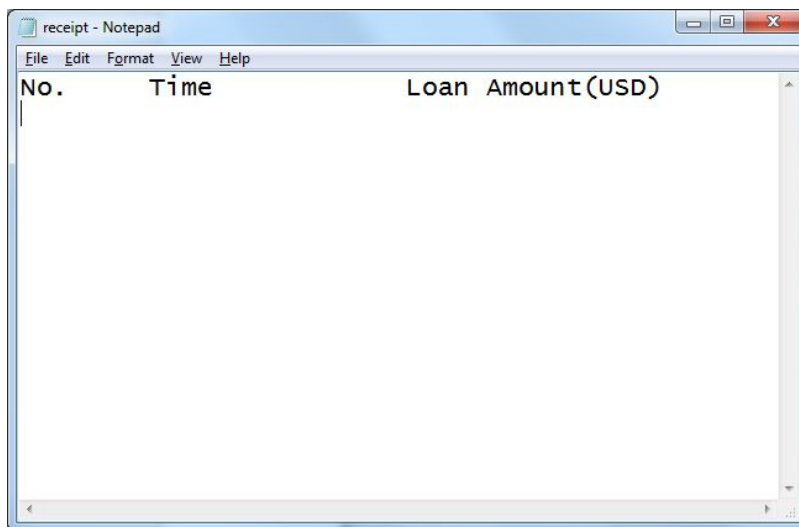 receipt - Notepad
File Edit Format View Help
No. Time Loan Amount(USD)